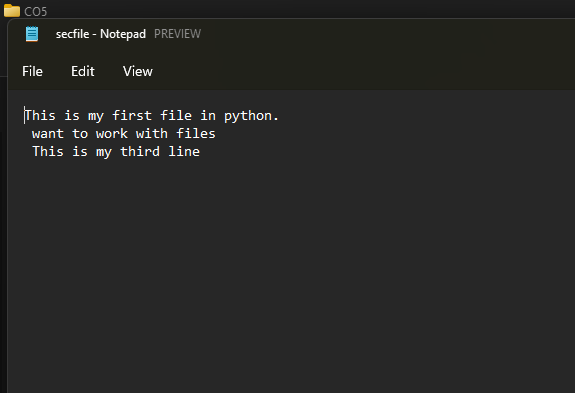 CO5
secfile - Notepad PREVIEW
File Edit View
This is my first file in python.
want to work with files
This is my third line